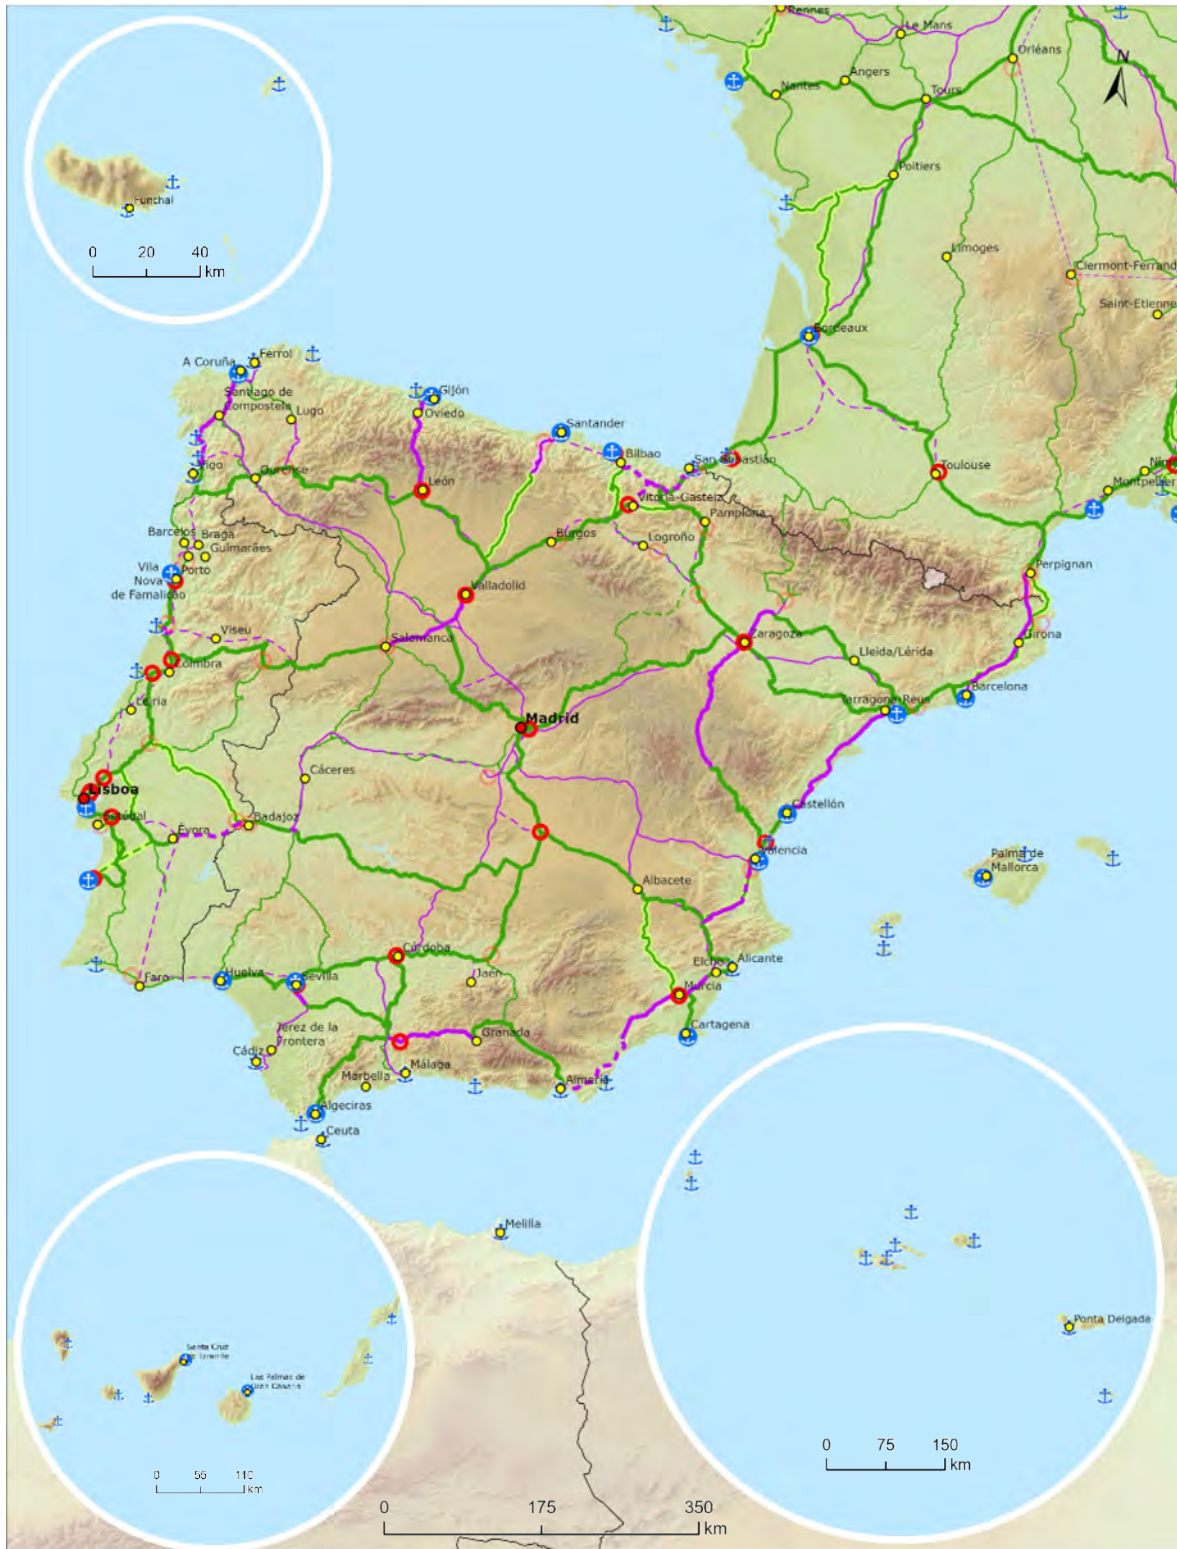 Rennes
Le Mans
Orléans
N
Angers
Nantes
Tours
Poitiers
Funchal
0 20 40
km
Limoges
Clermont-Ferrand
Saint-Etienne
Bordeaux
Ferrol
A Coruña
Gijón
Santiago de
Compostela
Lugo
Oviedo
Santander
Bilbao
San Sebastián
Toulouse
Montpellier
Vigo
Ourense
León
Vitoria-Gasteiz
Pamplona
Barcelos
Braga
Guimarães
Burgos
Logroño
Vila
Nova
de Famalicão
Porto
Perpignan
Valladolid
Viseu
Salamanca
Zaragoza
Girona
Coimbra
Lleida/Lérida
Leiria
Barcelona
Tarragona-Reus
Madrid
Cáceres
Lisboa
Setúbal
Évora
Badajoz
Castellón
Valencia
Palma de
Mallorca
Albacete
Córdoba
Elche
Alicante
Faro
Huelva
Sevilla
Jaén
Murcia
Cartagena
Jerez de la
Frontera
Granada
Cádiz
Málaga
Marbella
Almería
Algeciras
Ceuta
Melilla
Ponta Delgada
Santa Cruz
de Tenerife
Las Palmas de
Gran Canaria
0 55 110
km
0 75 150
km
0 175 350
km